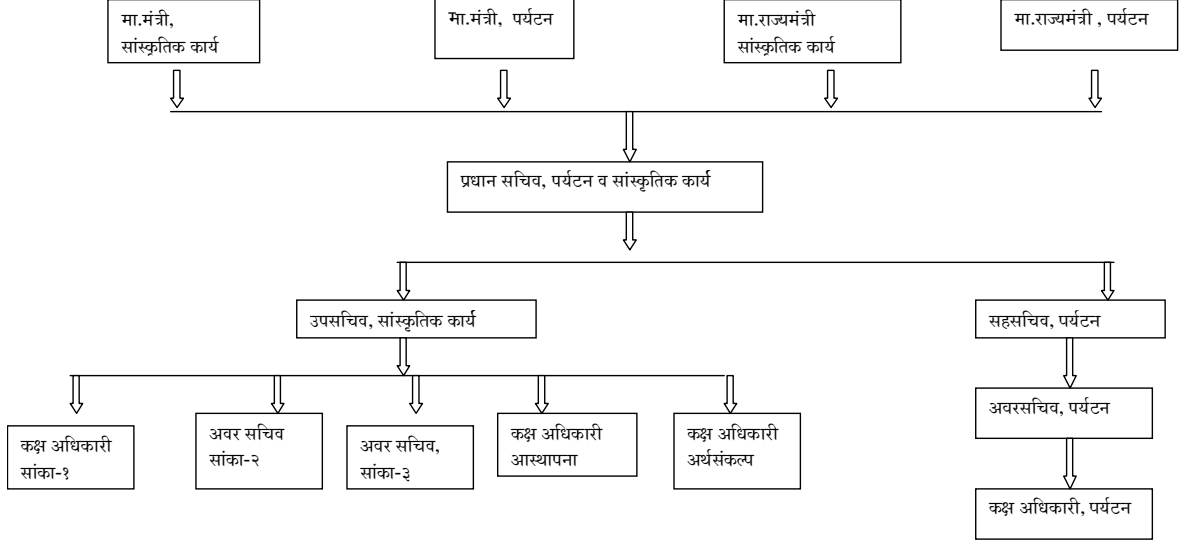 मा.मंत्री,
सांस्कृतिक कार्य
मा.मंत्री, पर्यटन
मा.राज्यमंत्री
सांस्कृतिक कार्य
मा.राज्यमंत्री , पर्यटन
प्रधान सचिव, पर्यटन व सांस्कृतिक कार्य
उपसचिव, सांस्कृतिक कार्य
सहसचिव, पर्यटन
कक्ष अधिकारी
सांका-१
अवर सचिव
सांका-२
अवर सचिव,
सांका-३
कक्ष अधिकारी
आस्थापना
कक्ष अधिकारी
अर्थसंकल्प
अवरसचिव, पर्यटन
कक्ष अधिकारी, पर्यटन